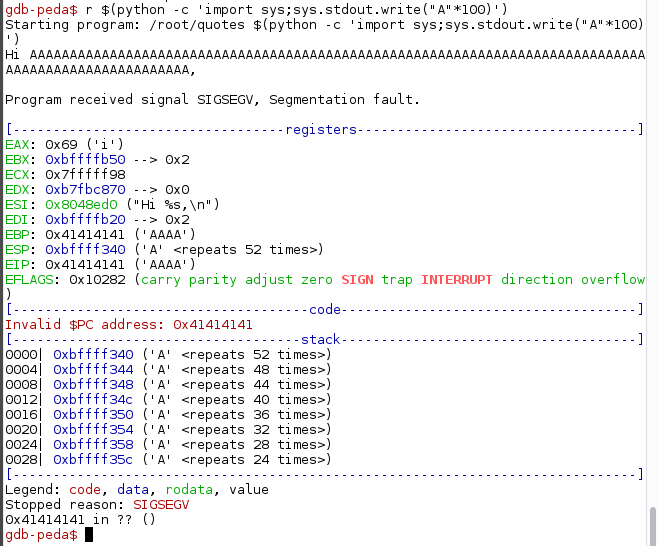 gdb-peda$ r $(python -c 'import sys;sys.stdout.write("A"*100)')
Starting program: /root/quotes $(python -c 'import sys;sys.stdout.write("A"*100)
')
Hi AAAAAAAAAAAAAAAAAAAAAAAAAAAAAAAAAAAAAAAAAAAAAAAAAAAAAAAAAAAAAAAAAAAAAAAAAAAAA
AAAAAAAAAAAAAAAAAAAAAAA,
Program received signal SIGSEGV, Segmentation fault.
[----------------------------------registers-----------------------------------]
EAX: 0x69 ('i')
EBX: 0xbffffb50 --> 0x2
ECX: 0x7fffff98
EDX: 0xb7fbc870 --> 0x0
ESI: 0x8048ed0 ("Hi %s,\n")
EDI: 0xbffffb20 --> 0x2
EBP: 0x41414141 ('AAAA')
ESP: 0xbffff340 ('A' <repeats 52 times>)
EIP: 0x41414141 ('AAAA')
EFLAGS: 0x10282 (carry parity adjust zero SIGN trap INTERRUPT direction overflow
)
[-------------------------------------code-------------------------------------]
Invalid $PC address: 0x41414141
[------------------------------------stack-------------------------------------]
0000| 0xbffff340 ('A' <repeats 52 times>)
0004| 0xbffff344 ('A' <repeats 48 times>)
0008| 0xbffff348 ('A' <repeats 44 times>)
0012| 0xbffff34c ('A' <repeats 40 times>)
0016| 0xbffff350 ('A' <repeats 36 times>)
0020| 0xbffff354 ('A' <repeats 32 times>)
0024| 0xbffff358 ('A' <repeats 28 times>)
0028| 0xbffff35c ('A' <repeats 24 times>)
[------------------------------------------------------------------------------]
Legend: code, data, rodata, value
Stopped reason: SIGSEGV
0x41414141 in ?? ()
gdb-peda$